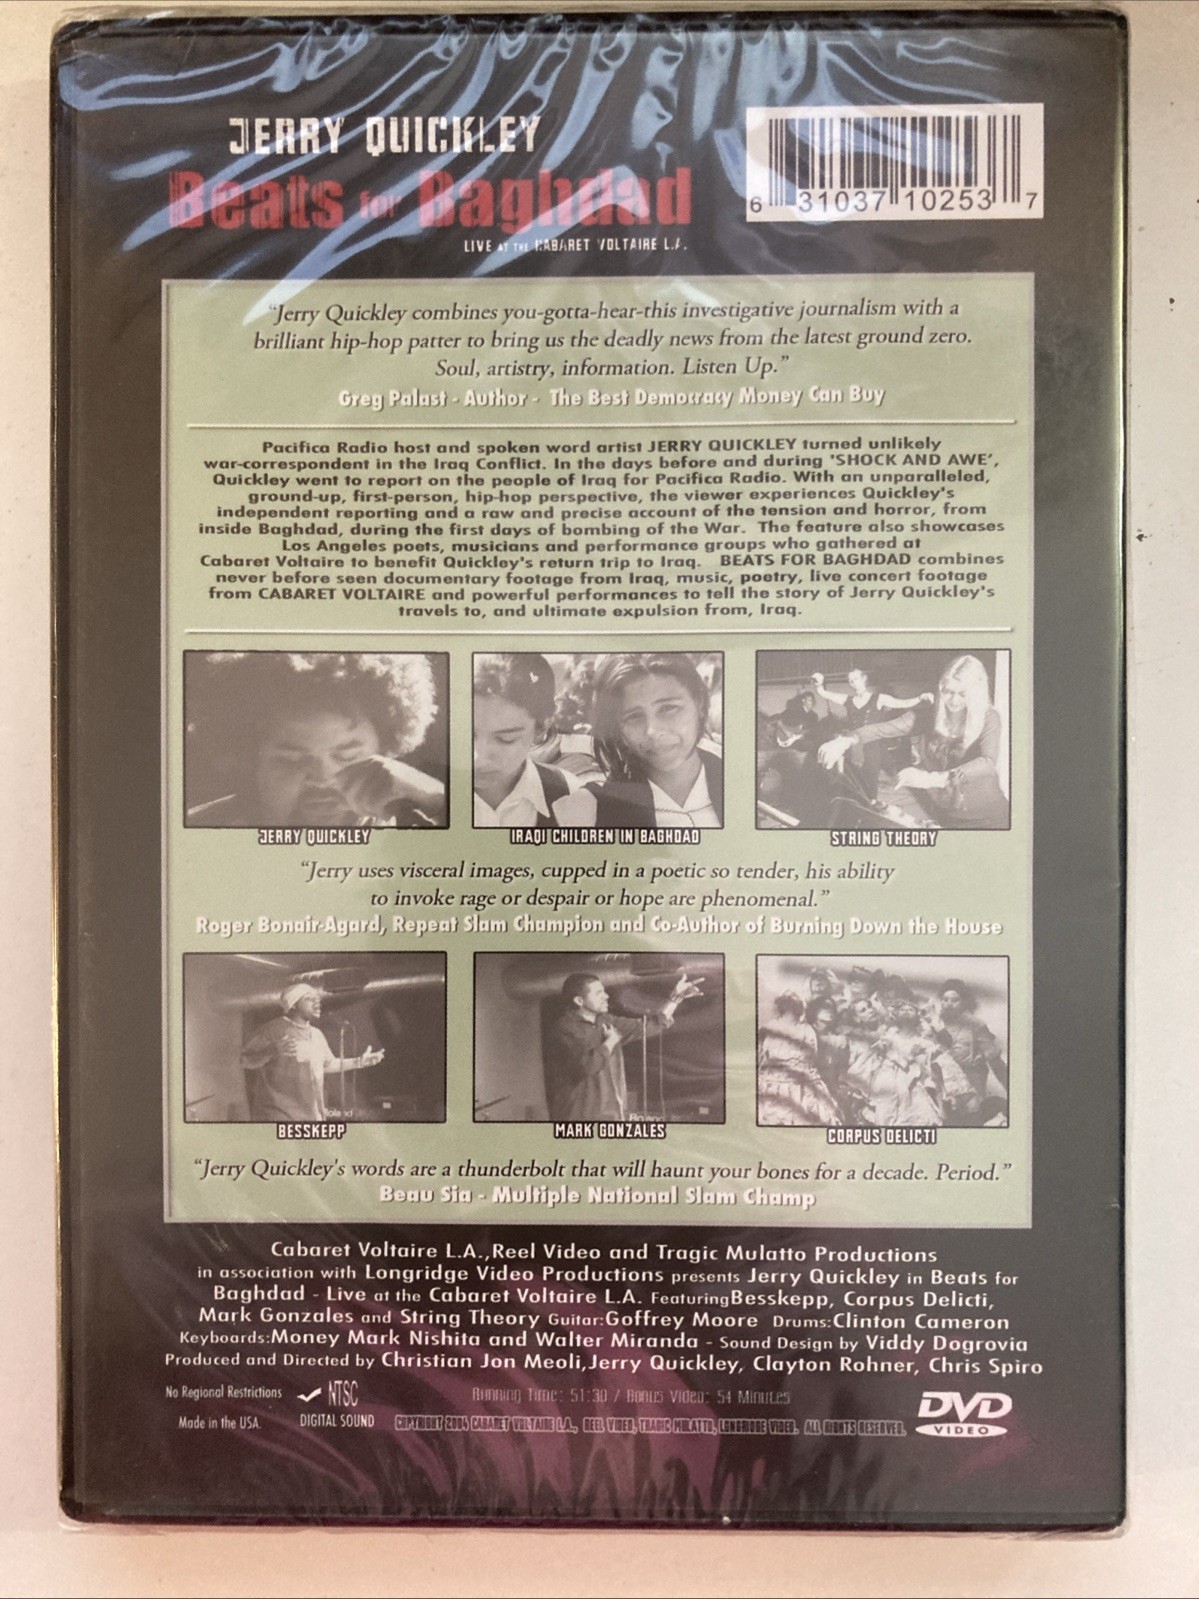 JERRY QUICKLEY
Beats for Baghdad
LIVE AT THE CABARET VOLTAIRE L.A.
6 31037 10253 7
"Jerry Quickley combines you-gotta-hear-this investigative journalism with a
brilliant hip-hop patter to bring us the deadly news from the latest ground zero.
Soul, artistry, information. Listen Up."
Greg Palast - Author - The Best Democracy Money Can Buy
Pacifica Radio host and spoken word artist JERRY QUICKLEY turned unlikely
war-correspondent in the Iraq Conflict. In the days before and during 'SHOCK AND AWE',
Quickley went to report on the people of Iraq for Pacifica Radio. With an unparalleled,
ground-up, first-person, hip-hop perspective, the viewer experiences Quickley's
independent reporting and a raw and precise account of the tension and horror, from
inside Baghdad, during the first days of bombing of the War. The feature also showcases
Los Angeles poets, musicians and performance groups who gathered at
Cabaret Voltaire to benefit Quickley's return trip to Iraq. BEATS FOR BAGHDAD combines
never before seen documentary footage from Iraq, music, poetry, live concert footage
from CABARET VOLTAIRE and powerful performances to tell the story of Jerry Quickley's
travels to, and ultimate expulsion from, Iraq.
JERRY QUICKLEY
IRAQI CHILDREN IN BAGHDAD
STRING THEORY
"Jerry uses visceral images, cupped in a poetic so tender, his ability
to invoke rage or despair or hope are phenomenal."
Roger Bonair-Agard, Repeat Slam Champion and Co-Author of Burning Down the House
Roland
BESSKEPP
MARK GONZALES
CORPUS DELICTI
"Jerry Quickley's words are a thunderbolt that will haunt your bones for a decade. Period."
Beau Sia - Multiple National Slam Champ
Cabaret Voltaire L.A.,Reel Video and Tragic Mulatto Productions
in association with Longridge Video Productions presents Jerry Quickley in Beats for
Baghdad - Live at the Cabaret Voltaire L.A. Featuring Besskepp, Corpus Delicti,
Mark Gonzales and String Theory Guitar:Goffrey Moore Drums:Clinton Cameron
Keyboards:Money Mark Nishita and Walter Miranda - Sound Design by Viddy Dogrovia
Produced and Directed by Christian Jon Meoli,Jerry Quickley, Clayton Rohner, Chris Spiro
No Regional Restrictions
NTSC
Running Time: 51:30 / Bonus Video: 54 Minutes
Made in the USA.
DIGITAL SOUND
COPYRIGHT 2004 CABARET VOLTAIRE L.A., REEL VIDEO, TRAGIC MULATTO, LONGRIDGE VIDEO. ALL RIGHTS RESERVED.
DVD
VIDEO